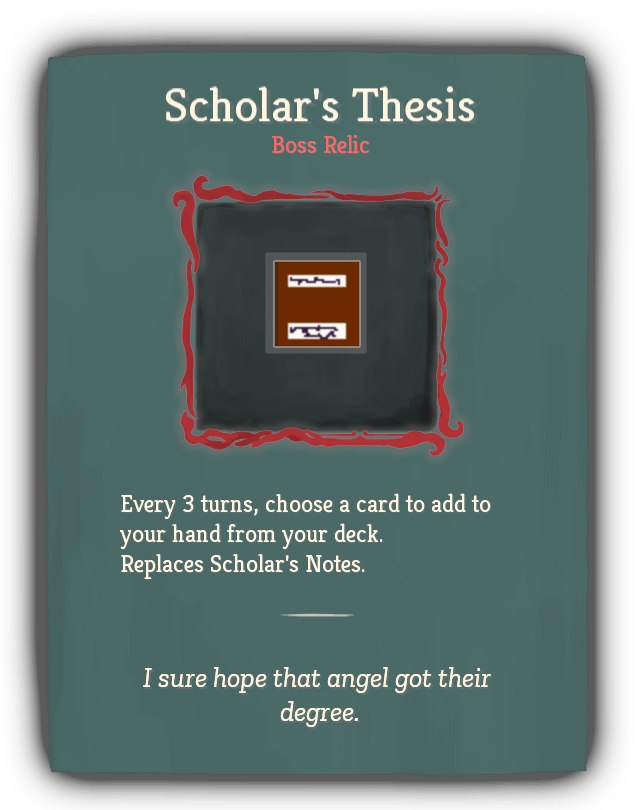 Scholar's Thesis
Boss Relic
Every 3 turns, choose a card to add to
your hand from your deck.
Replaces Scholar's Notes.
I sure hope that angel got their
degree.